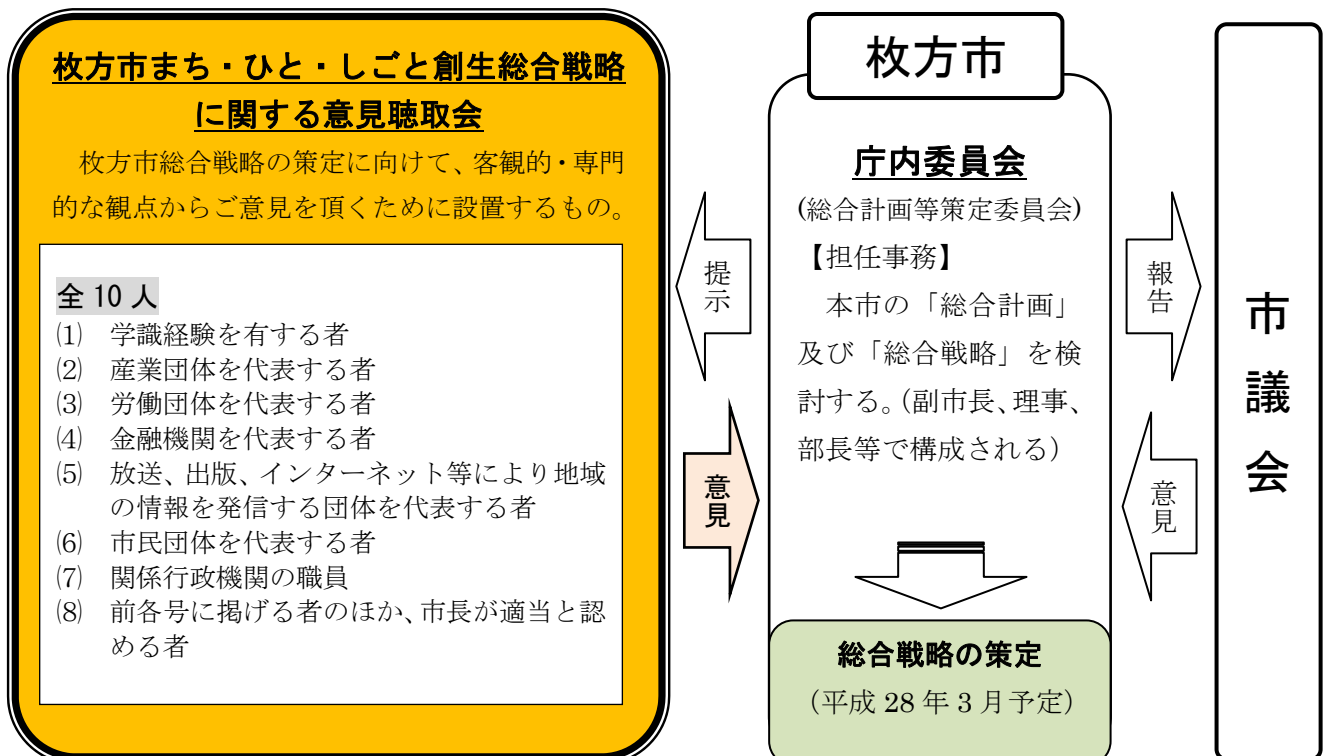 枚方市まち・ひと・しごと創生総合戦略
に関する意見聴取会
枚方市総合戦略の策定に向けて、客観的・専門
的な観点からご意見を頂くために設置するもの。
全 10 人
⑴ 学識経験を有する者
⑵ 産業団体を代表する者
⑶ 労働団体を代表する者
⑷ 金融機関を代表する者
⑸ 放送、出版、インターネット等により地域
の情報を発信する団体を代表する者
⑹ 市民団体を代表する者
⑺ 関係行政機関の職員
⑻ 前各号に掲げる者のほか、市長が適当と認
める者
提示
意見
枚方市
庁内委員会
(総合計画等策定委員会)
【担任事務】
本市の「総合計画」
及び「総合戦略」を検
討する。（副市長、理事、
部長等で構成される）
総合戦略の策定
（平成 28 年 3 月予定）
報告
意見
市議会